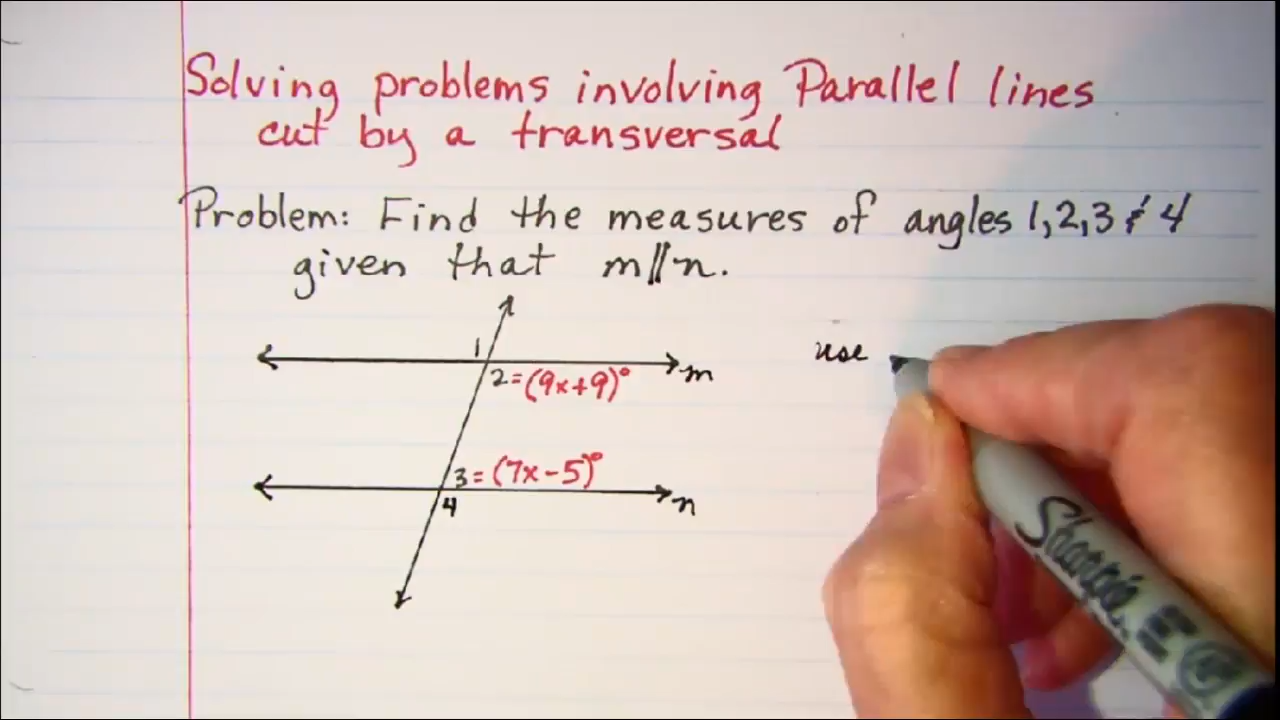 Solving problems involving Parallel lines
cut by a transversal
Problem: Find the measures of angles 1,2,3 & 4
given that m//n.
1
use
m
2=(9x+9)°
3=(7x-5)°
n
4
Sharpie